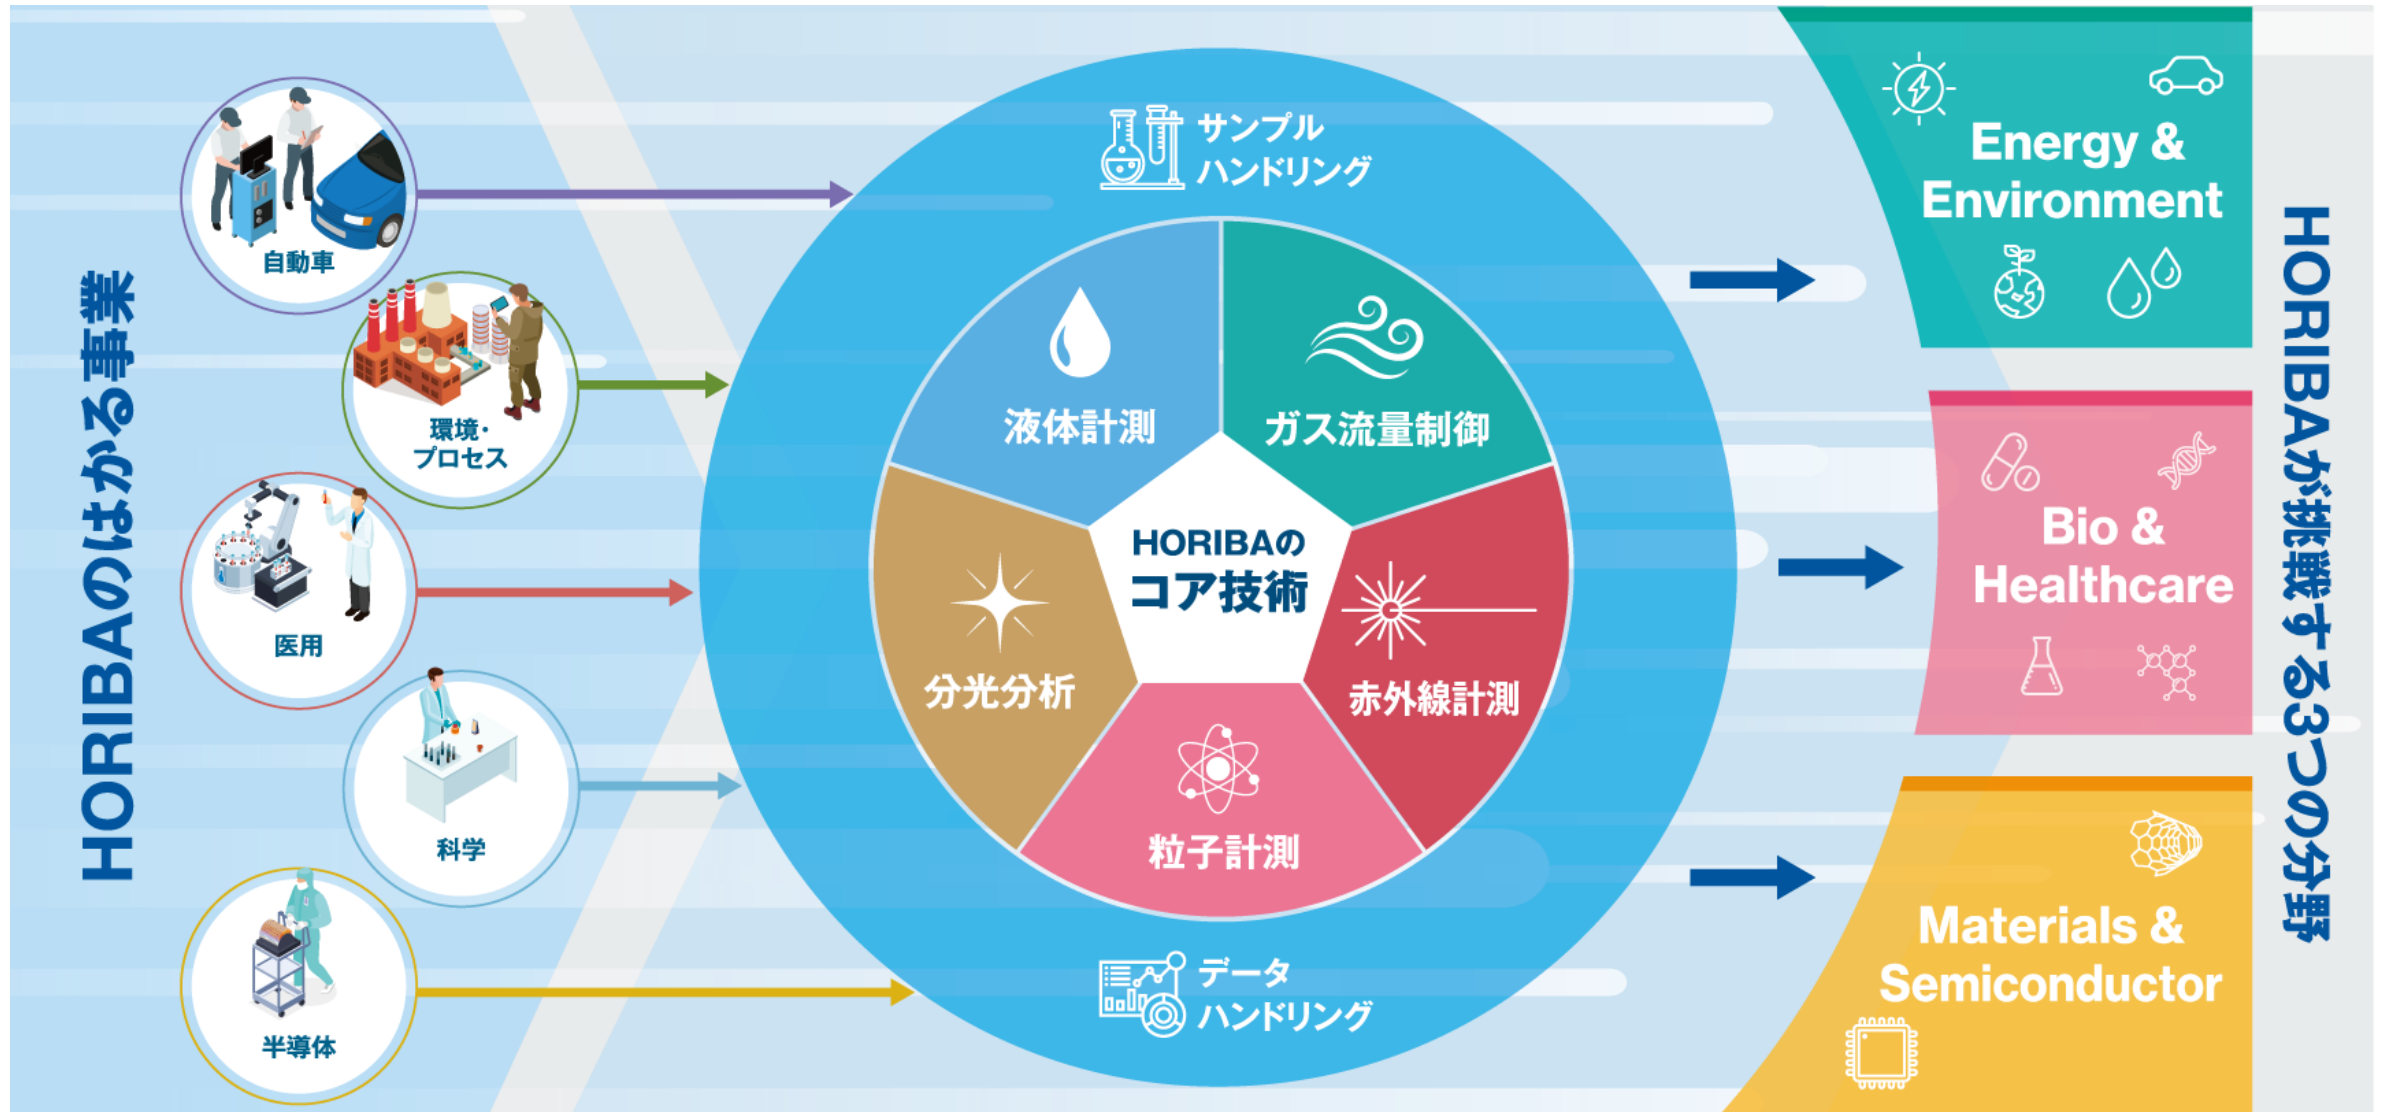 HORIBAのはかる事業
自動車
環境・
プロセス
医用
科学
半導体
サンプル
ハンドリング
液体計測
ガス流量制御
HORIBAの
コア技術
分光分析
赤外線計測
粒子計測
データ
ハンドリング
Energy &
Environment
Bio &
Healthcare
Materials &
Semiconductor
HORIBAが挑戦する3つの分野